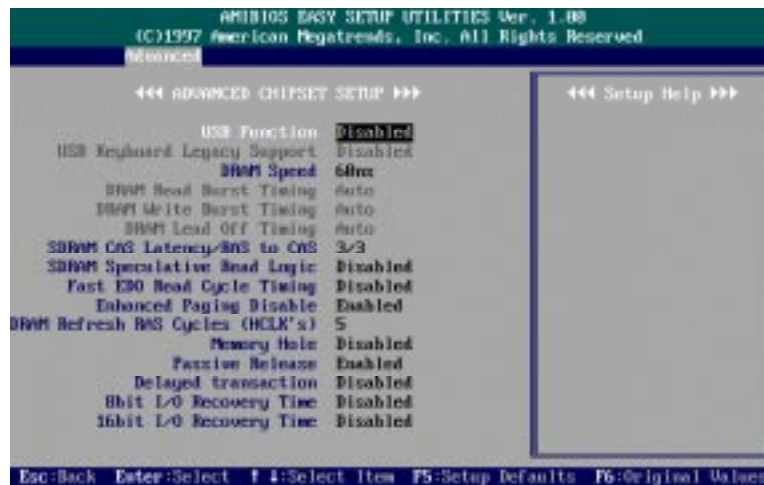 AMIBIOS EASY SETUP UTILITIES Ver. 1.00
(C)1997 American Megatrends, Inc. All Rights Reserved
Advanced
ADVANCED CHIPSET SETUP
Setup Help
USB Function Disabled
USB Keyboard Legacy Support Disabled
DRAM Speed 60ns
DRAM Read Burst Timing Auto
DRAM Write Burst Timing Auto
DRAM Lead Off Timing Auto
SDRAM CAS Latency/RAS to CAS 3/3
SDRAM Speculative Read Logic Disabled
Fast EDO Read Cycle Timing Disabled
Enhanced Paging Disable Enabled
DRAM Refresh RAS Cycles (HCLK's) 5
Memory Hole Disabled
Passive Release Enabled
Delayed transaction Disabled
8bit I/O Recovery Time Disabled
16bit I/O Recovery Time Disabled
Esc:Back Enter:Select ↑ ↓:Select Item F5:Setup Defaults F6:Original Values